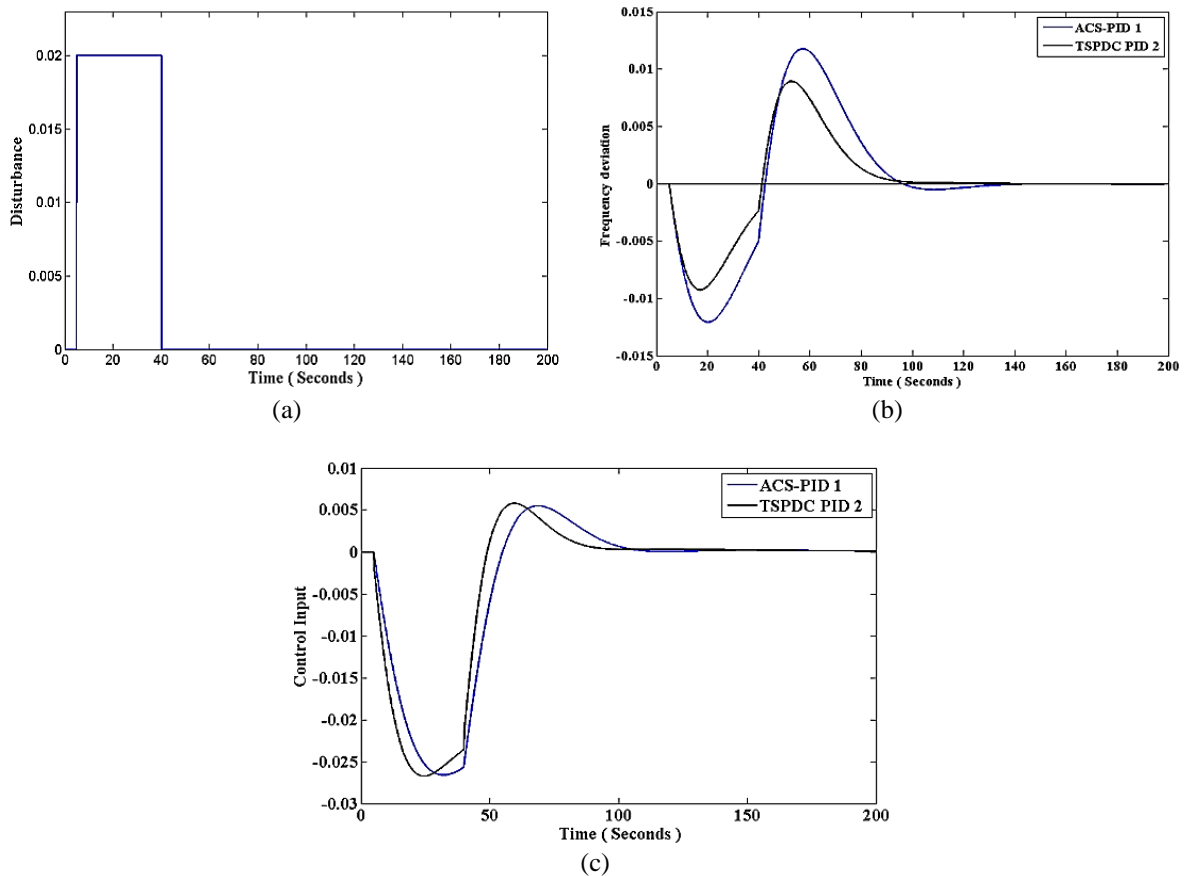 0.02
0.015
0.01
0.005
0
Disturbance
0 20 40 60 80 100 120 140 160 180 200
Time ( Seconds )
(a)
0.015
0.01
0.005
0
-0.005
-0.01
-0.015
Frequency deviation
ACS-PID 1
TSPDC PID 2
0 20 40 60 80 100 120 140 160 180 200
Time ( Seconds )
(b)
0.01
0.005
0
-0.005
-0.01
-0.015
-0.02
-0.025
-0.03
Control Input
ACS-PID 1
TSPDC PID 2
0 50 100 150 200
Time ( Seconds )
(c)